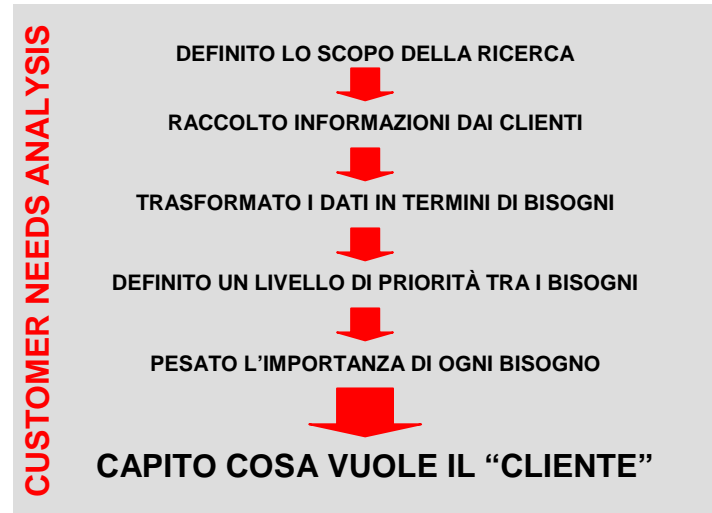 CUSTOMER NEEDS ANALYSIS
DEFINITO LO SCOPO DELLA RICERCA
RACCOLTO INFORMAZIONI DAI CLIENTI
TRASFORMATO I DATI IN TERMINI DI BISOGNI
DEFINITO UN LIVELLO DI PRIORITÀ TRA I BISOGNI
PESATO L’IMPORTANZA DI OGNI BISOGNO
CAPITO COSA VUOLE IL “CLIENTE”